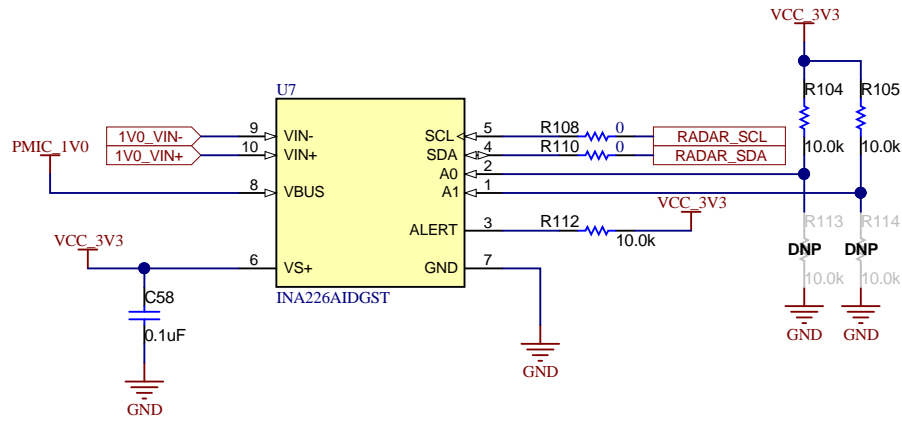 VCC_3V3
U7
R104
R105
1V0_VIN-
9
VIN-
SCL
5
R108
0
RADAR_SCL
PMIC_1V0
1V0_VIN+
10
VIN+
SDA
4
R110
0
RADAR_SDA
10.0k
10.0k
A0
2
8
VBUS
A1
1
VCC_3V3
ALERT
3
R112
10.0k
R113
R114
VCC_3V3
DNP
DNP
6
VS+
GND
7
10.0k
10.0k
INA226AIDGST
C58
0.1uF
GND
GND
GND
GND